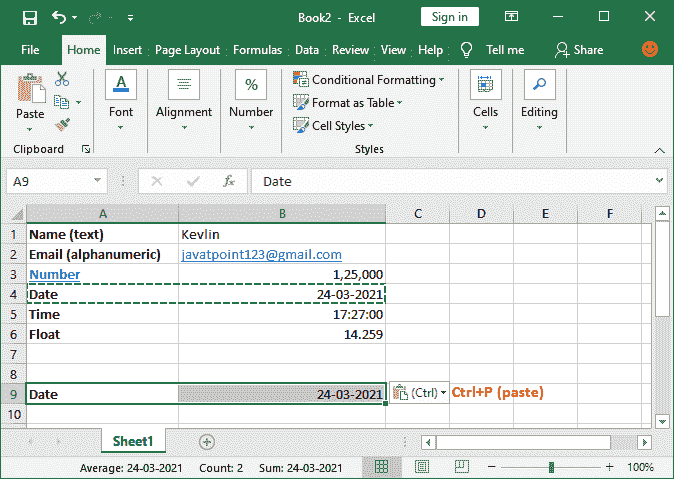 Book2 - Excel
Sign in
File Home Insert Page Layout Formulas Data Review View Help Tell me Share
Paste
Clipboard
A
Font
Alignment
%
Number
Conditional Formatting
Format as Table
Cell Styles
Styles
Cells
Editing
A9 fx Date
A B C D E F
1 Name (text) Kevlin
2 Email (alphanumeric) javatpoint123@gmail.com
3 Number 1,25,000
4 Date 24-03-2021
5 Time 17:27:00
6 Float 14.259
7
8
9 Date 24-03-2021 (Ctrl) Ctrl+P (paste)
10
Sheet1
Average: 24-03-2021 Count: 2 Sum: 24-03-2021 100%